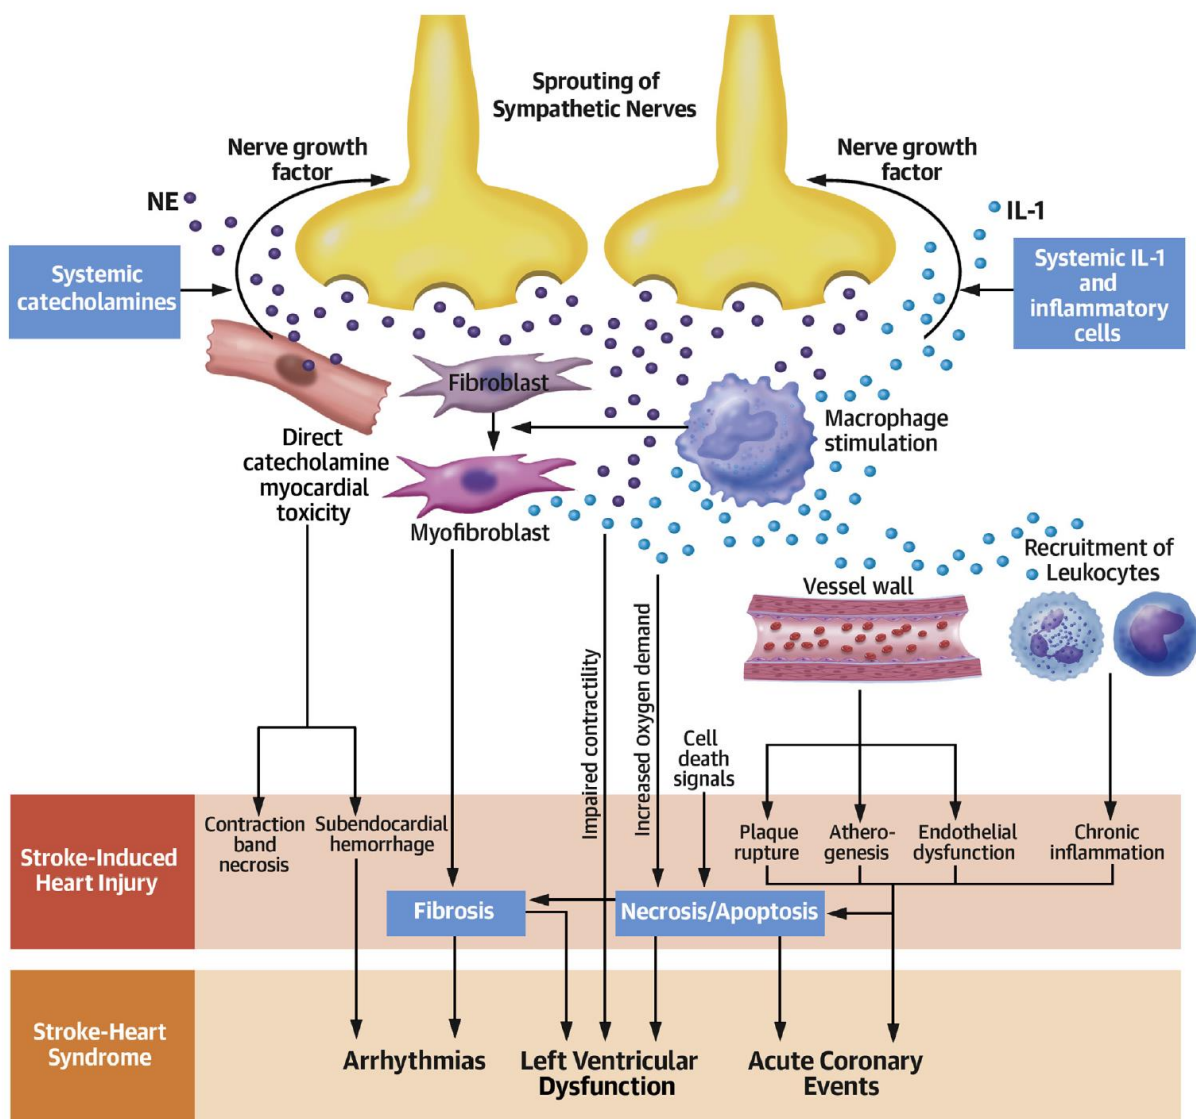 Sprouting of
Sympathetic Nerves
Nerve growth
factor
Nerve growth
factor
NE
IL-1
Systemic
catecholamines
Systemic IL-1
and
inflammatory
cells
Fibroblast
Macrophage
stimulation
Direct
catecholamine
myocardial
toxicity
Myofibroblast
Recruitment of
Leukocytes
Vessel wall
Impaired contractility
Increased Oxygen demand
Cell
death
signals
Stroke-Induced
Heart Injury
Contraction
band
necrosis
Subendocardial
hemorrhage
Plaque
rupture
Athero-
genesis
Endothelial
dysfunction
Chronic
inflammation
Fibrosis
Necrosis/Apoptosis
Stroke-Heart
Syndrome
Arrhythmias
Left Ventricular
Dysfunction
Acute Coronary
Events